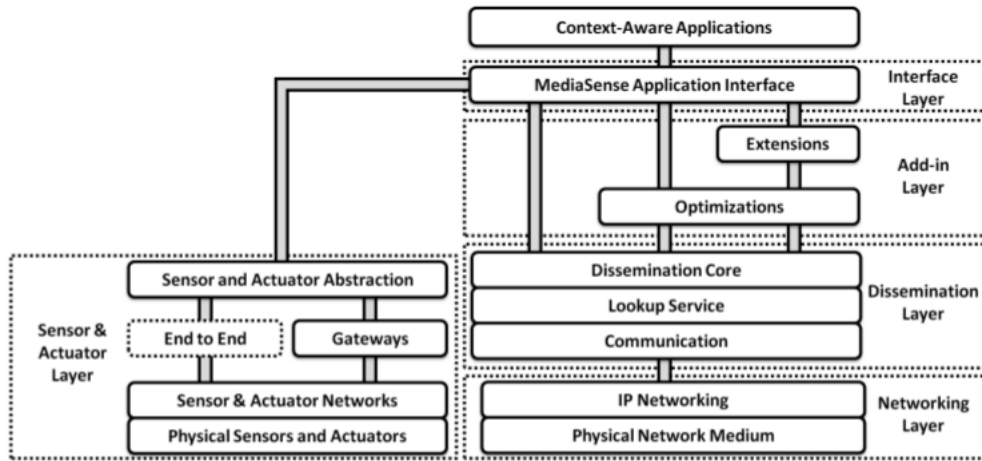 Context-Aware Applications
MediaSense Application Interface
Interface
Layer
Extensions
Add-in
Layer
Optimizations
Sensor and Actuator Abstraction
Dissemination Core
Lookup Service
Dissemination
Layer
Sensor &
Actuator
Layer
End to End
Gateways
Communication
Sensor & Actuator Networks
Physical Sensors and Actuators
IP Networking
Physical Network Medium
Networking
Layer